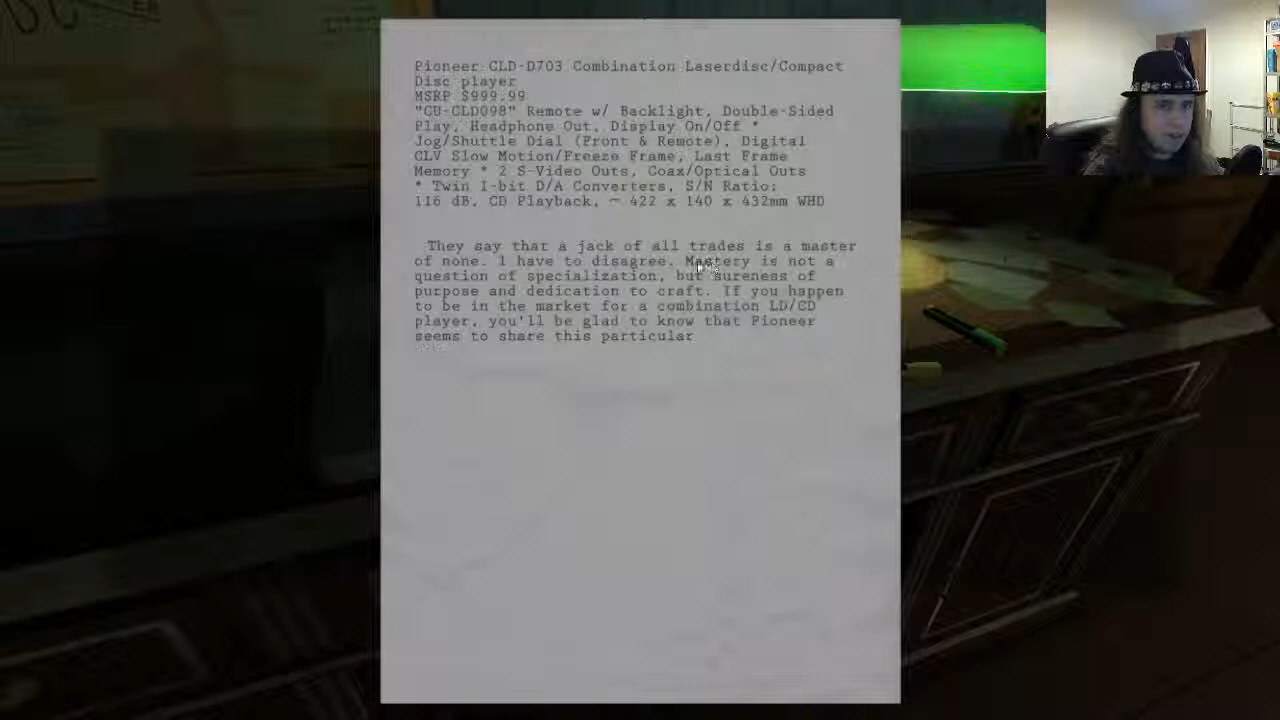 Pioneer CLD-D703 Combination Laserdisc/Compact
Disc player
MSRP $999.99
"CU-CLD098" Remote w/ Backlight, Double-Sided
Play, Headphone Out, Display On/Off *
Jog/Shuttle Dial (Front & Remote), Digital
CLV Slow Motion/Freeze Frame, Last Frame
Memory * 2 S-Video Outs, Coax/Optical Outs
* Twin 1-bit D/A Converters, S/N Ratio:
116 dB, CD Playback, ~ 422 x 140 x 432mm WHD
They say that a jack of all trades is a master
of none. I have to disagree. Mastery is not a
question of specialization, but sureness of
purpose and dedication to craft. If you happen
to be in the market for a combination LD/CD
player, you'll be glad to know that Pioneer
seems to share this particular